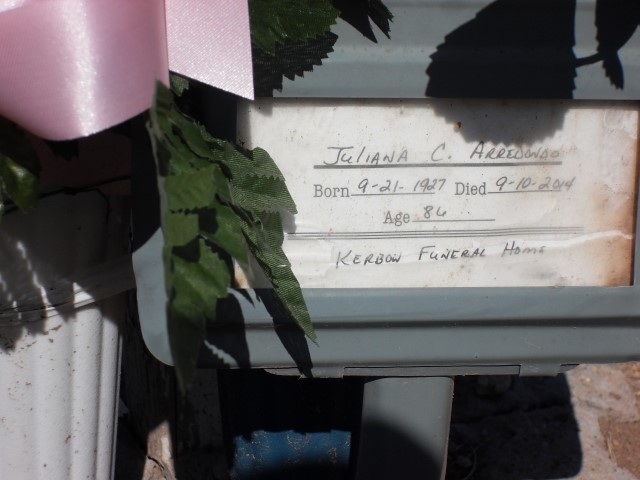 Juliana C. Arredondo
Born 9-21-1927 Died 9-10-2014
Age 86
Kerbow Funeral Home